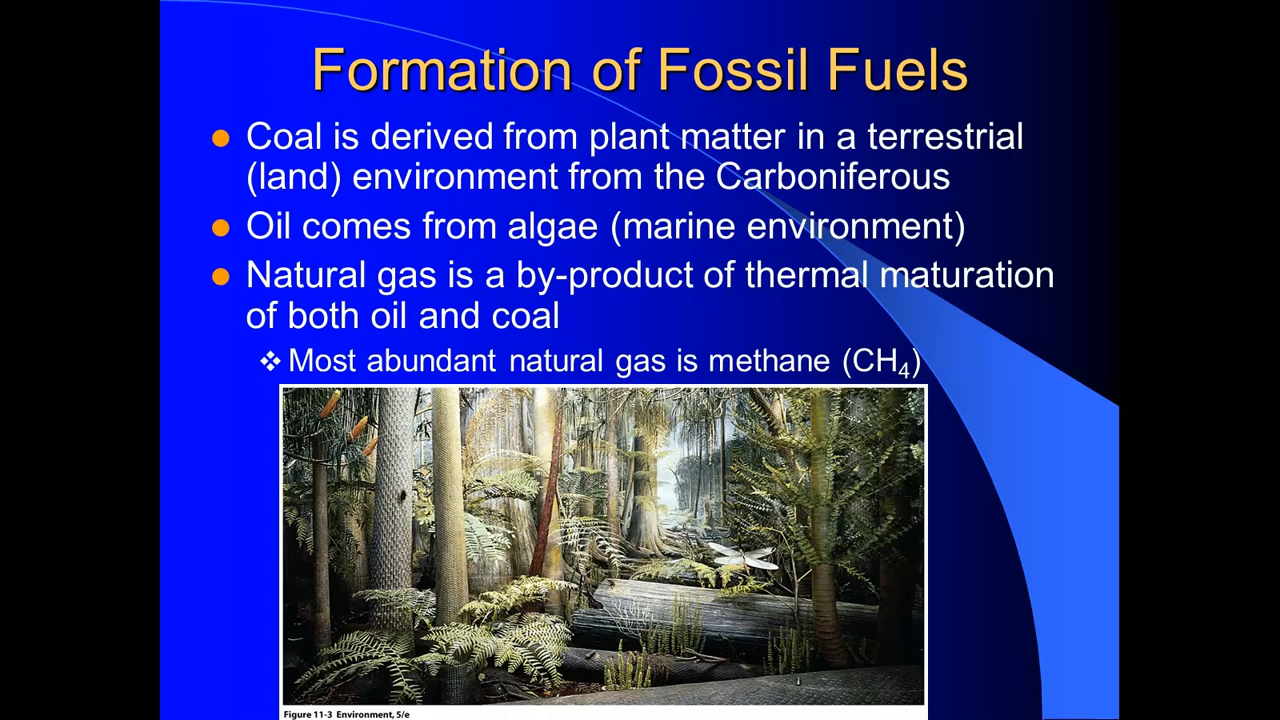 Formation of Fossil Fuels
Coal is derived from plant matter in a terrestrial
(land) environment from the Carboniferous
Oil comes from algae (marine environment)
Natural gas is a by-product of thermal maturation
of both oil and coal
Most abundant natural gas is methane (CH₄)
Figure 11-3 Environment, 5/e